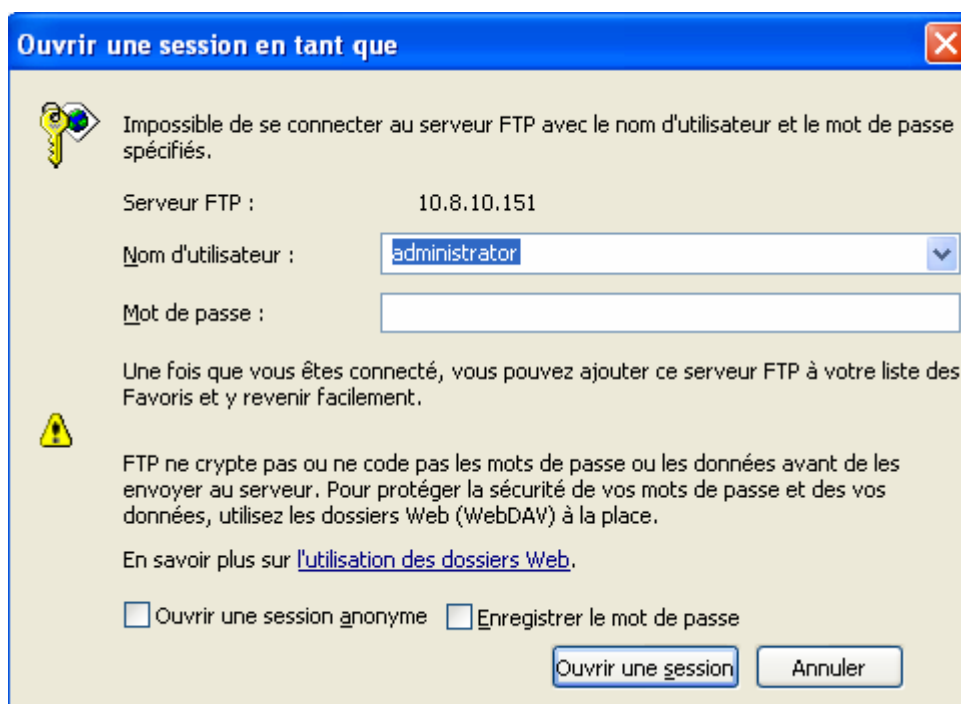 Ouvrir une session en tant que
Impossible de se connecter au serveur FTP avec le nom d'utilisateur et le mot de passe
spécifiés.
Serveur FTP : 10.8.10.151
Nom d'utilisateur : administrator
Mot de passe :
Une fois que vous êtes connecté, vous pouvez ajouter ce serveur FTP à votre liste des
Favoris et y revenir facilement.
FTP ne crypte pas ou ne code pas les mots de passe ou les données avant de les
envoyer au serveur. Pour protéger la sécurité de vos mots de passe et des vos
données, utilisez les dossiers Web (WebDAV) à la place.
En savoir plus sur l'utilisation des dossiers Web.
Ouvrir une session anonyme Enregistrer le mot de passe
Ouvrir une session Annuler